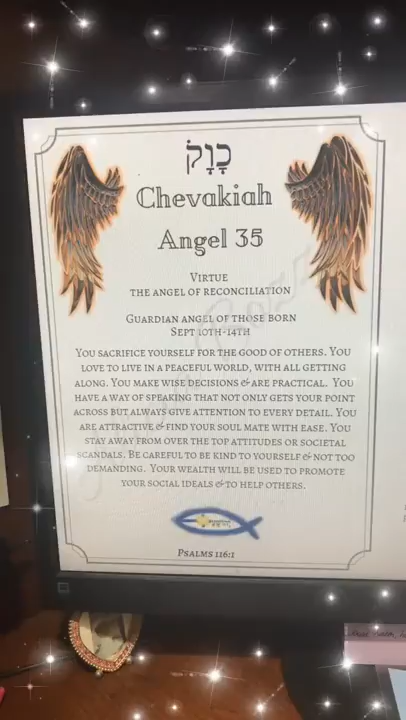 כָוָקֹ
Chevakiah
Angel 35
Virtue
the angel of reconciliation
Guardian angel of those born
Sept 10th-14th
You sacrifice yourself for the good of others. You
love to live in a peaceful world, with all getting
along. You make wise decisions & are practical. You
have a way of speaking that not only gets your point
across but always give attention to every detail. You
are attractive & find your soul mate with ease. You
stay away from over the top attitudes or societal
scandals. Be careful to be kind to yourself & not too
demanding. Your wealth will be used to promote
your social ideals & to help others.
Psalms 116:1